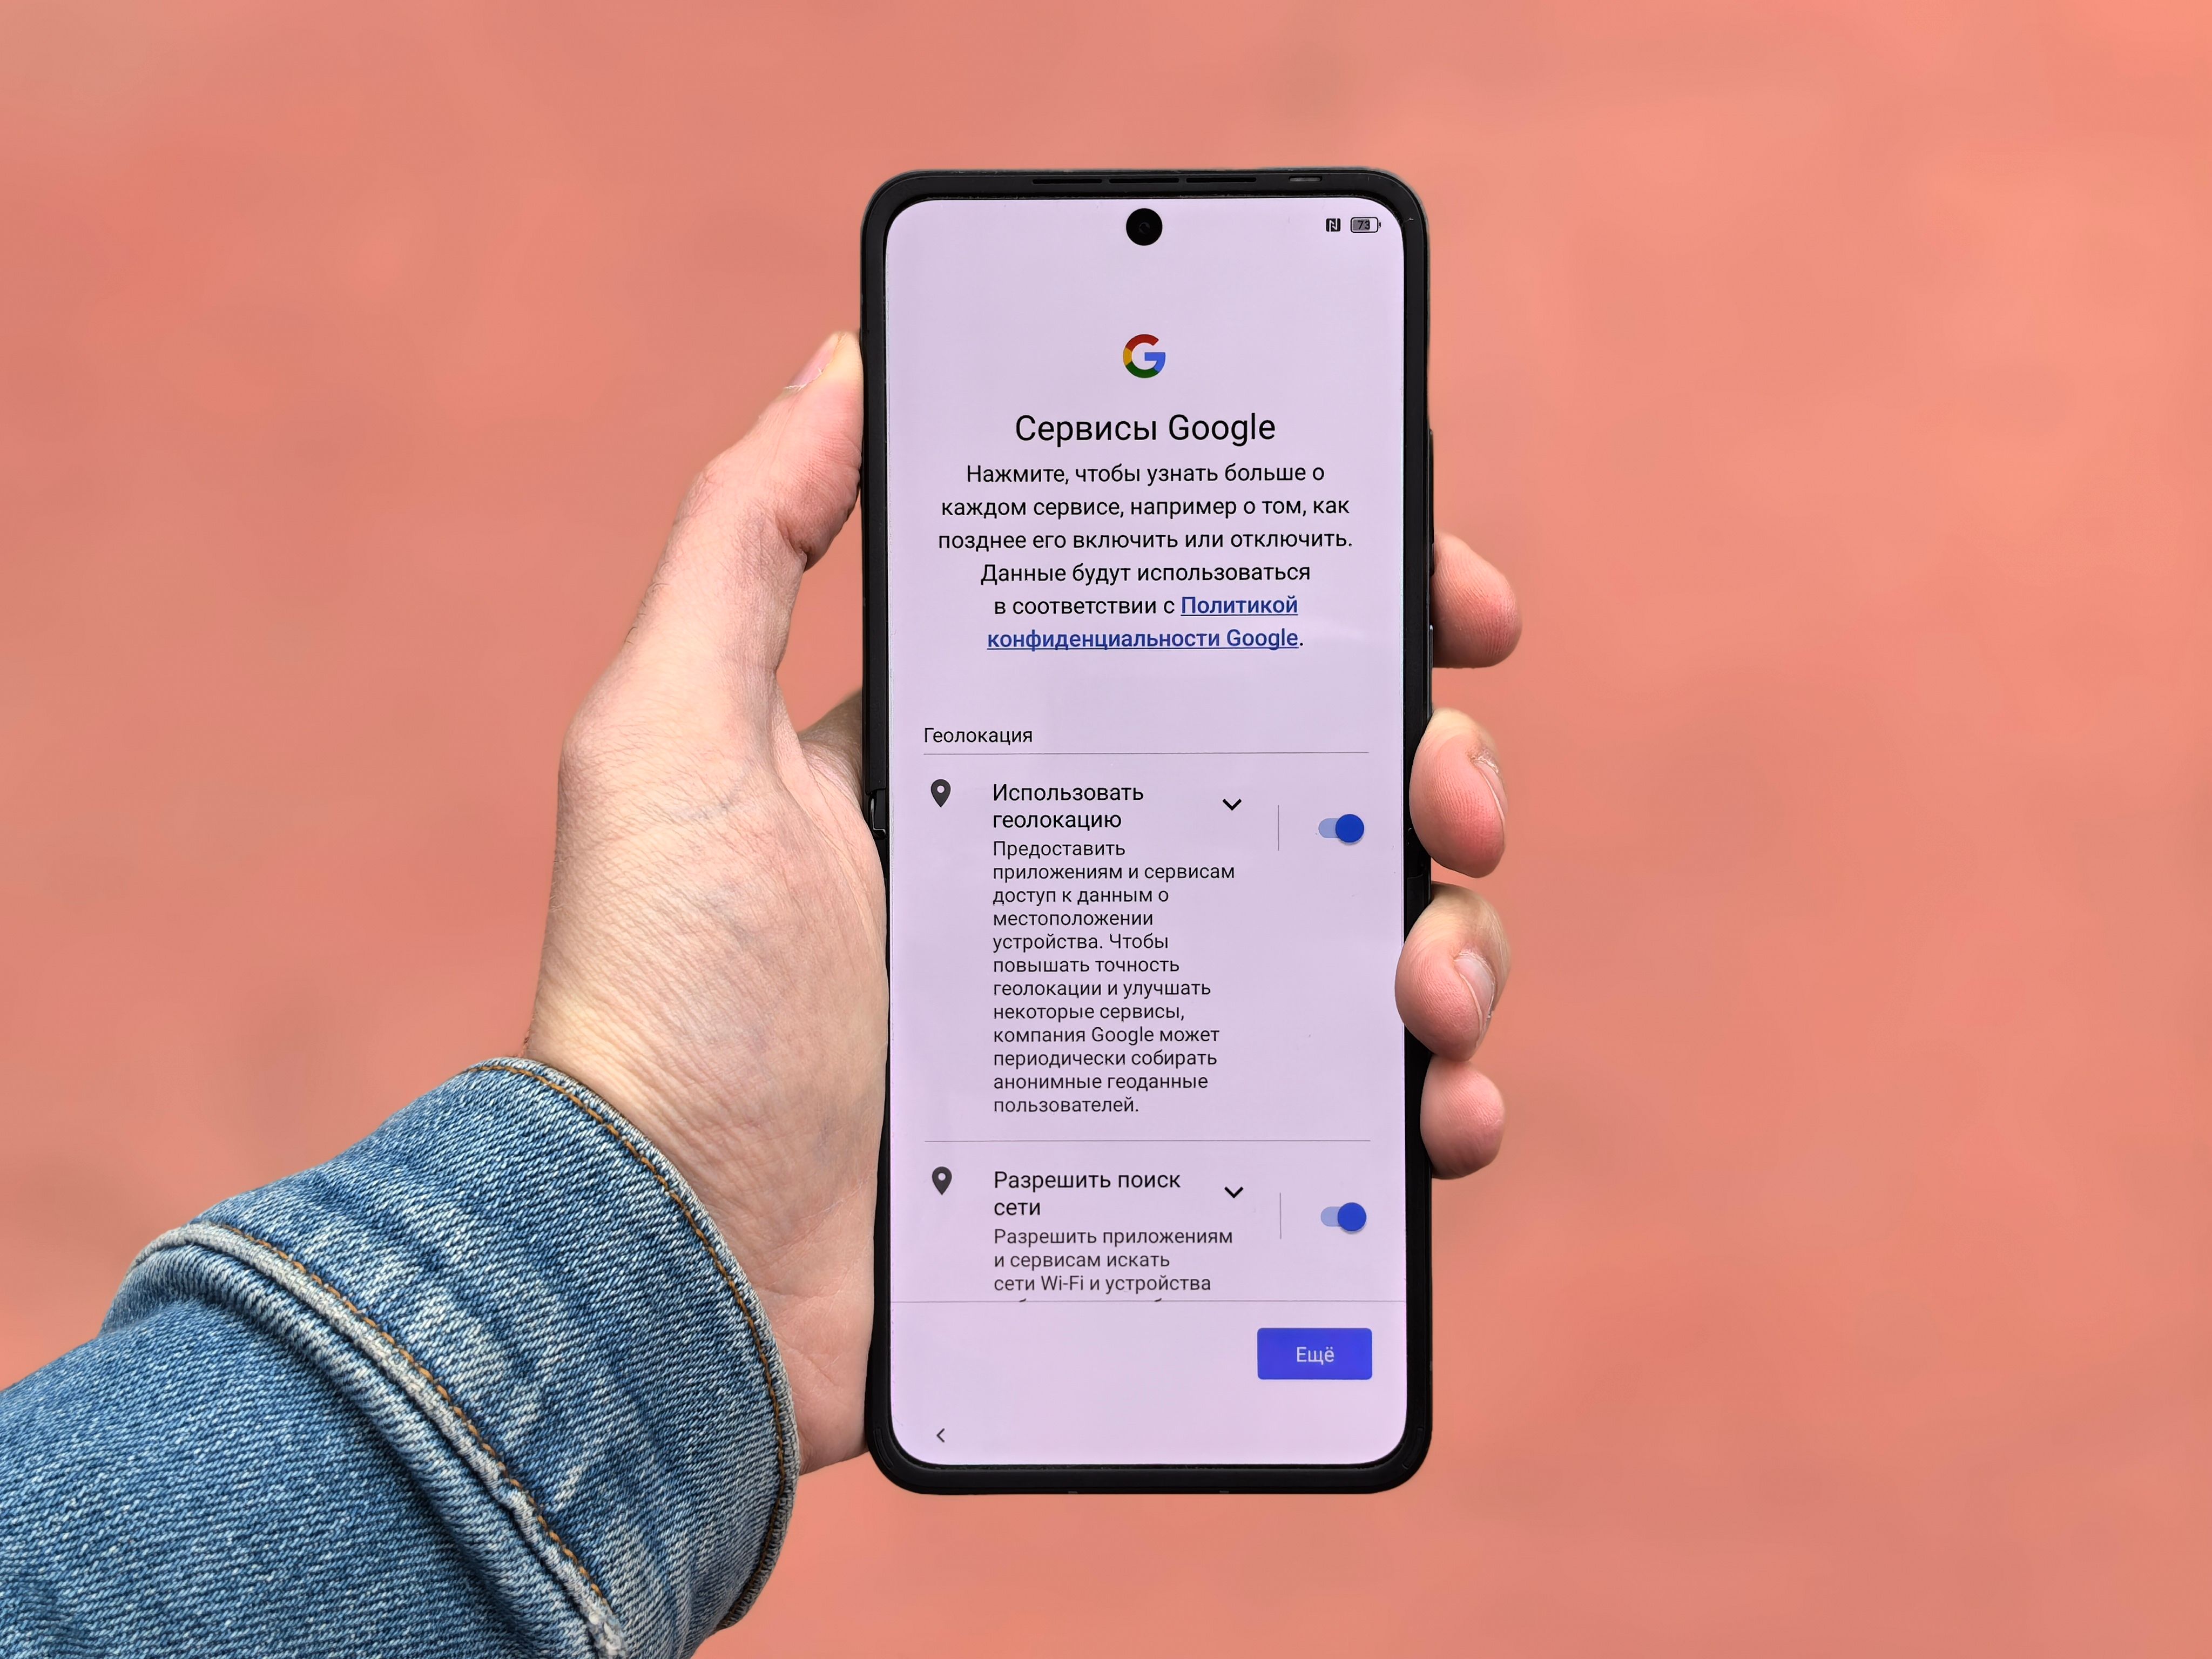 73
Сервисы Google
Нажмите, чтобы узнать больше о
каждом сервисе, например о том, как
позднее его включить или отключить.
Данные будут использоваться
в соответствии с Политикой
конфиденциальности Google.
Геолокация
Использовать
геолокацию
Предоставить
приложениям и сервисам
доступ к данным о
местоположении
устройства. Чтобы
повышать точность
геолокации и улучшать
некоторые сервисы,
компания Google может
периодически собирать
анонимные геоданные
пользователей.
Разрешить поиск
сети
Разрешить приложениям
и сервисам искать
сети Wi-Fi и устройства
Ещё